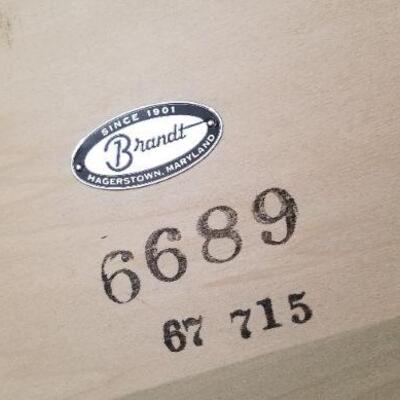 SINCE 1901
Brandt
HAGERSTOWN, MARYLAND
6689
67 715